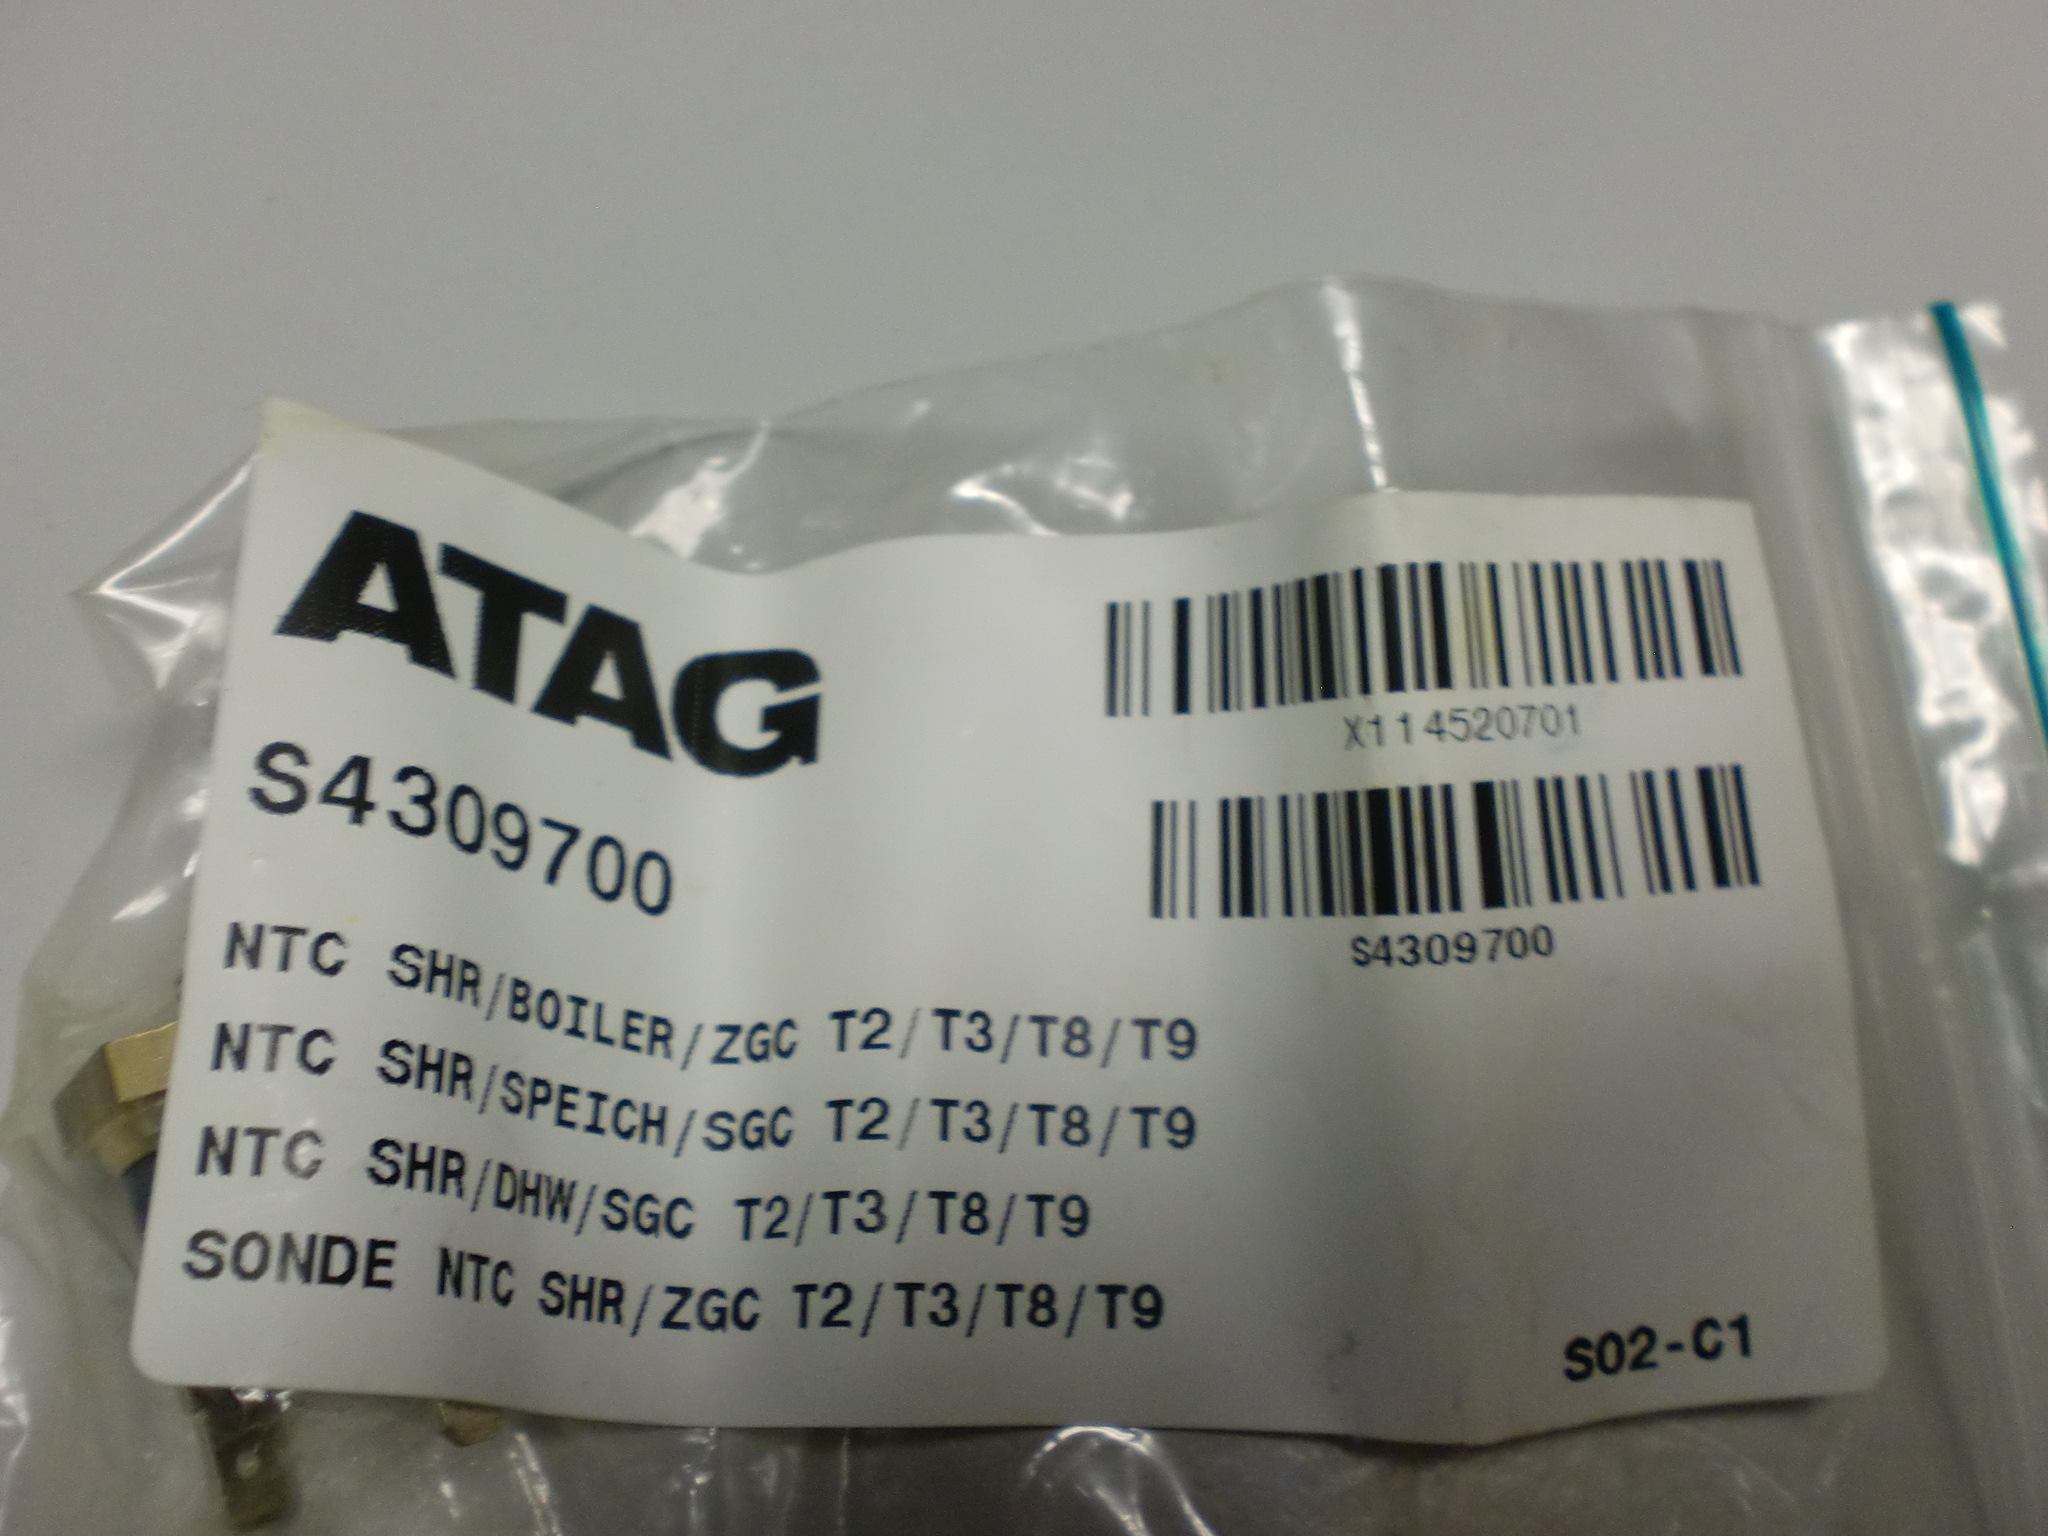 ATAG
S4309700
X114520701
S4309700
NTC SHR/BOILER/ZGC T2/T3/T8/T9
NTC SHR/SPEICH/SGC T2/T3/T8/T9
NTC SHR/DHW/SGC T2/T3/T8/T9
SONDE NTC SHR/ZGC T2/T3/T8/T9
S02-C1